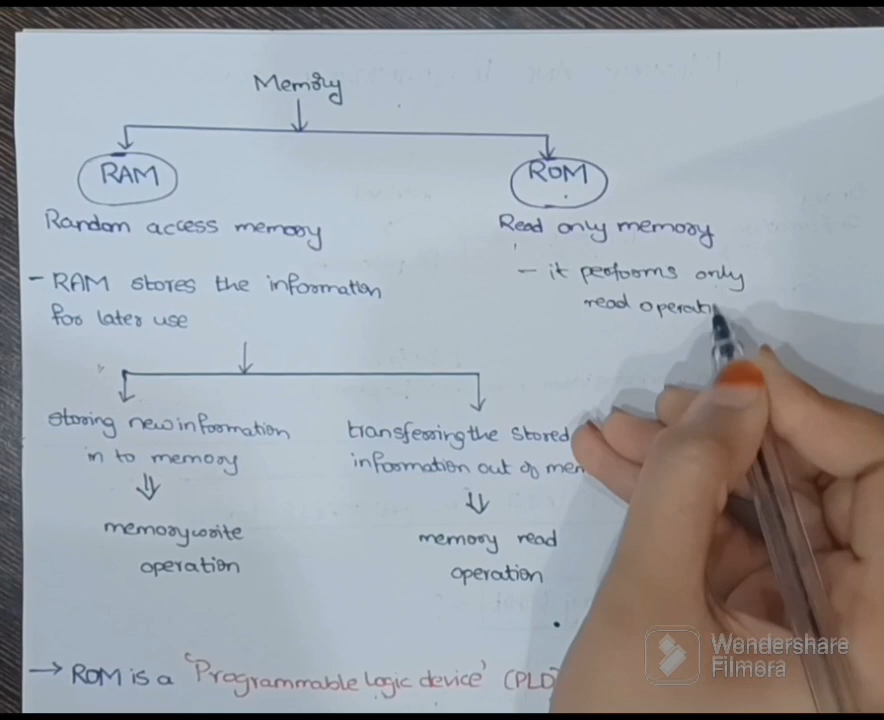 Memory
RAM
ROM
Random access memory
Read only memory
- RAM stores the information
for later use
- it performs only
read operati
storing new information
in to memory
transferring the stored
information out of mem
memory write
operation
memory read
operation
→ ROM is a 'Programmable logic device' (PLD)
Wondershare
Filmora